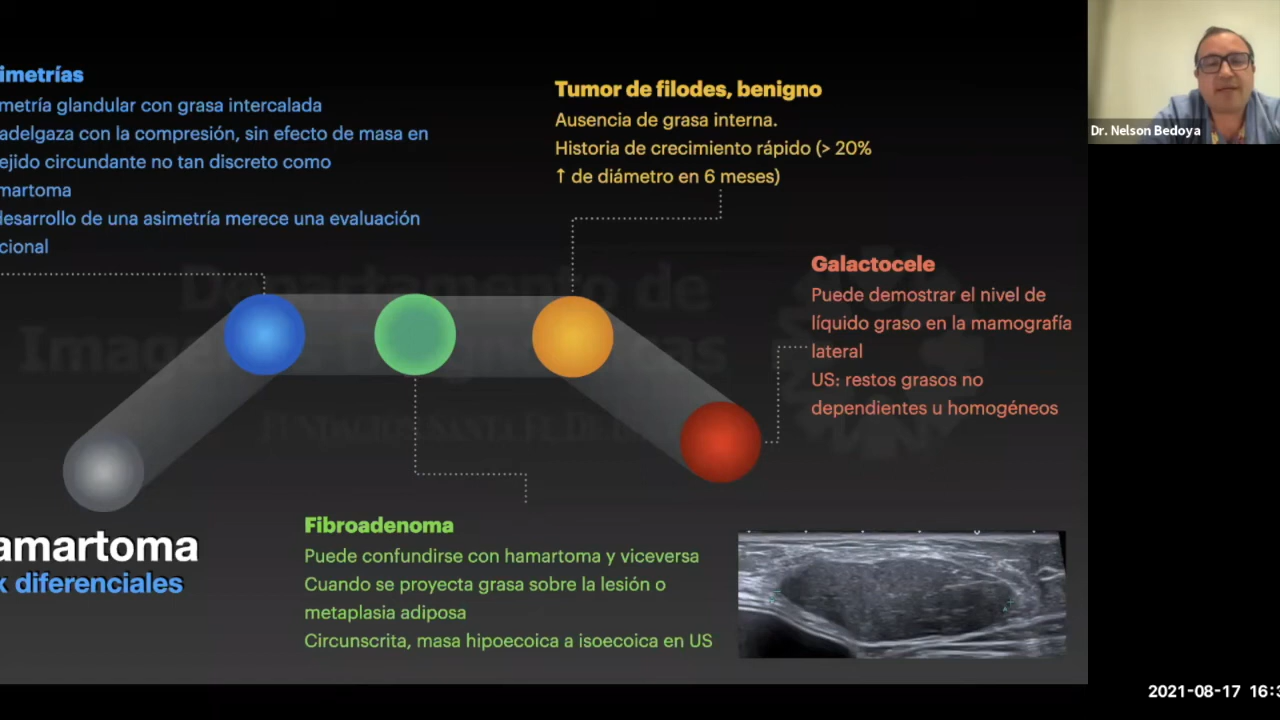 imetrías
metría glandular con grasa intercalada
adelgaza con la compresión, sin efecto de masa en
ejido circundante no tan discreto como
martoma
desarrollo de una asimetría merece una evaluación
cional
Tumor de filodes, benigno
Ausencia de grasa interna.
Historia de crecimiento rápido (> 20%
↑ de diámetro en 6 meses)
Dr. Nelson Bedoya
Galactocele
Puede demostrar el nivel de
líquido graso en la mamografía
lateral
US: restos grasos no
dependientes u homogéneos
Departamento de
amartoma
x diferenciales
Fibroadenoma
Puede confundirse con hamartoma y viceversa
Cuando se proyecta grasa sobre la lesión o
metaplasia adiposa
Circunscrita, masa hipoecoica a isoecoica en US
2021-08-17 16:3